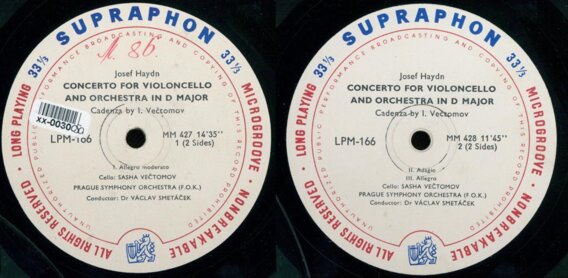 SUPRAPHON
33⅓ LONG PLAYING 33⅓ MICROGROOVE · NONBREAKABLE · ALL RIGHTS RESERVED ·
UNAUTHORIZED PUBLIC PERFORMANCE BROADCASTING AND COPYING OF THIS RECORD PROHIBITED
M. 86.
Josef Haydn
CONCERTO FOR VIOLONCELLO
AND ORCHESTRA IN D MAJOR
Cadenza by I. Večtomov
LPM-166
MM 427 14'35''
1 (2 Sides)
I. Allegro moderato
Cello: SASHA VEČTOMOV
PRAGUE SYMPHONY ORCHESTRA (F.O.K.)
Conductor: Dr VÁCLAV SMETÁČEK
SUPRAPHON
33⅓ LONG PLAYING 33⅓ MICROGROOVE · NONBREAKABLE · ALL RIGHTS RESERVED ·
UNAUTHORIZED PUBLIC PERFORMANCE BROADCASTING AND COPYING OF THIS RECORD PROHIBITED
Josef Haydn
CONCERTO FOR VIOLONCELLO
AND ORCHESTRA IN D MAJOR
Cadenza by I. Večtomov
LPM-166
MM 428 11'45''
2 (2 Sides)
II. Adagio
III. Allegro
Cello: SASHA VEČTOMOV
PRAGUE SYMPHONY ORCHESTRA (F.O.K.)
Conductor: Dr VÁCLAV SMETÁČEK